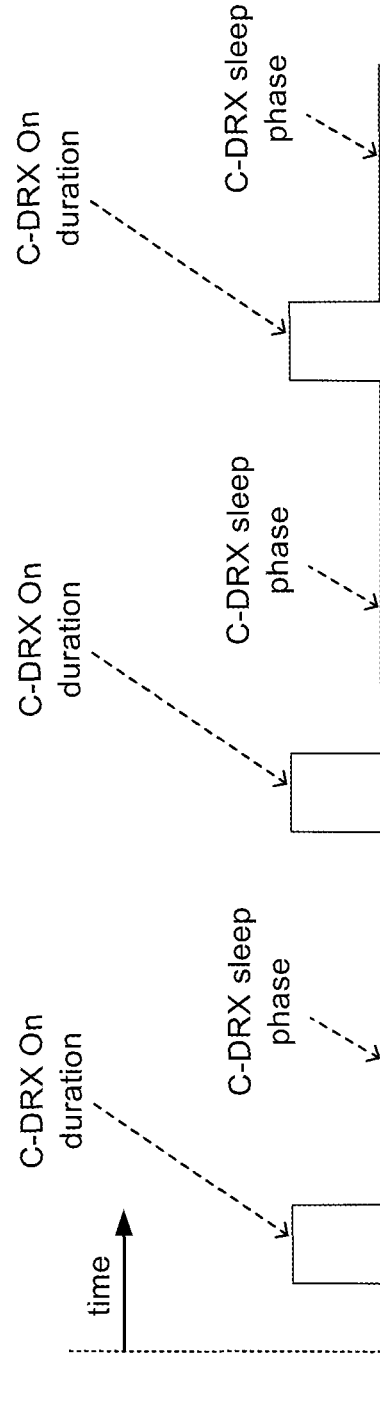 time
C-DRX On
duration
C-DRX sleep
phase
C-DRX On
duration
C-DRX sleep
phase
C-DRX On
duration
C-DRX sleep
phase